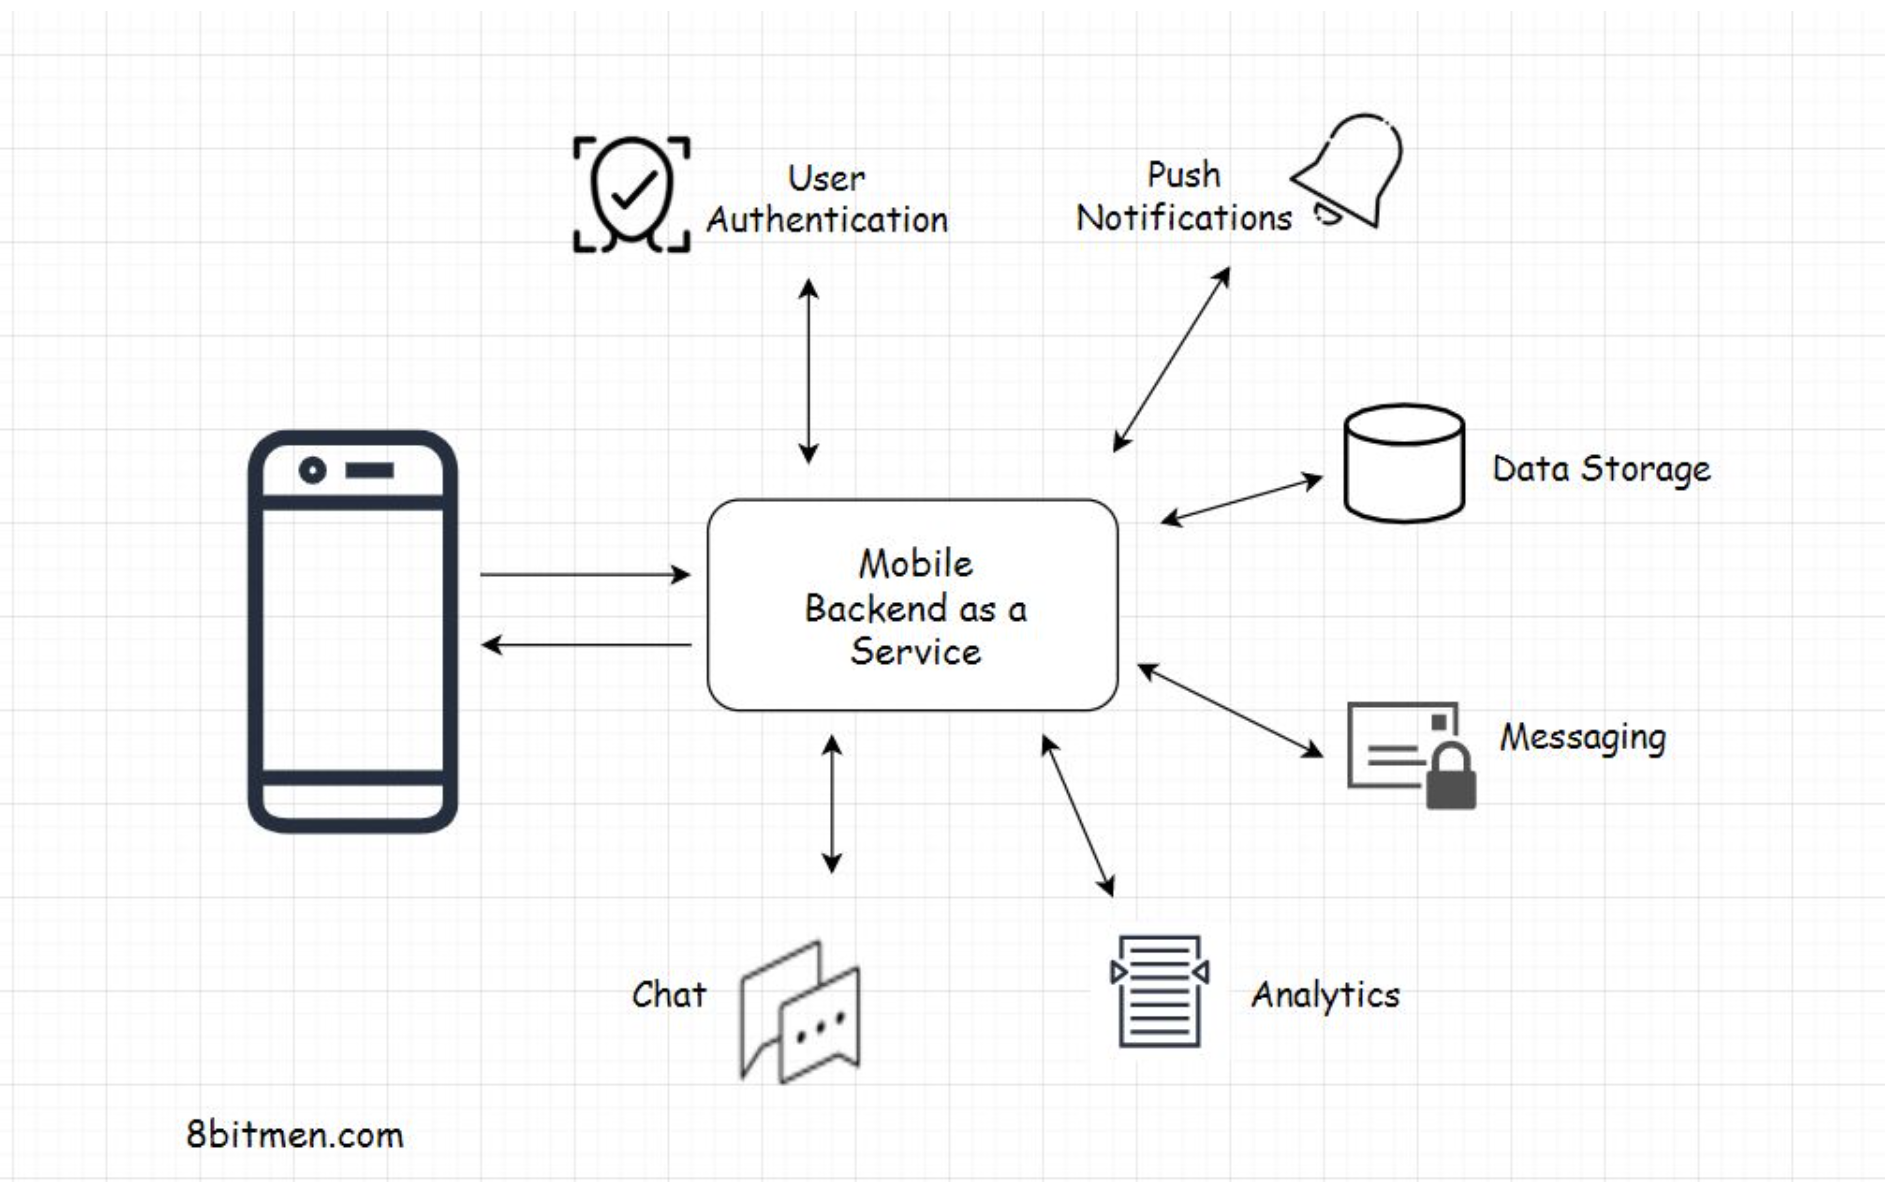 User
Authentication
Push
Notifications
Data Storage
Mobile
Backend as a
Service
Messaging
Chat
Analytics
8bitmen.com